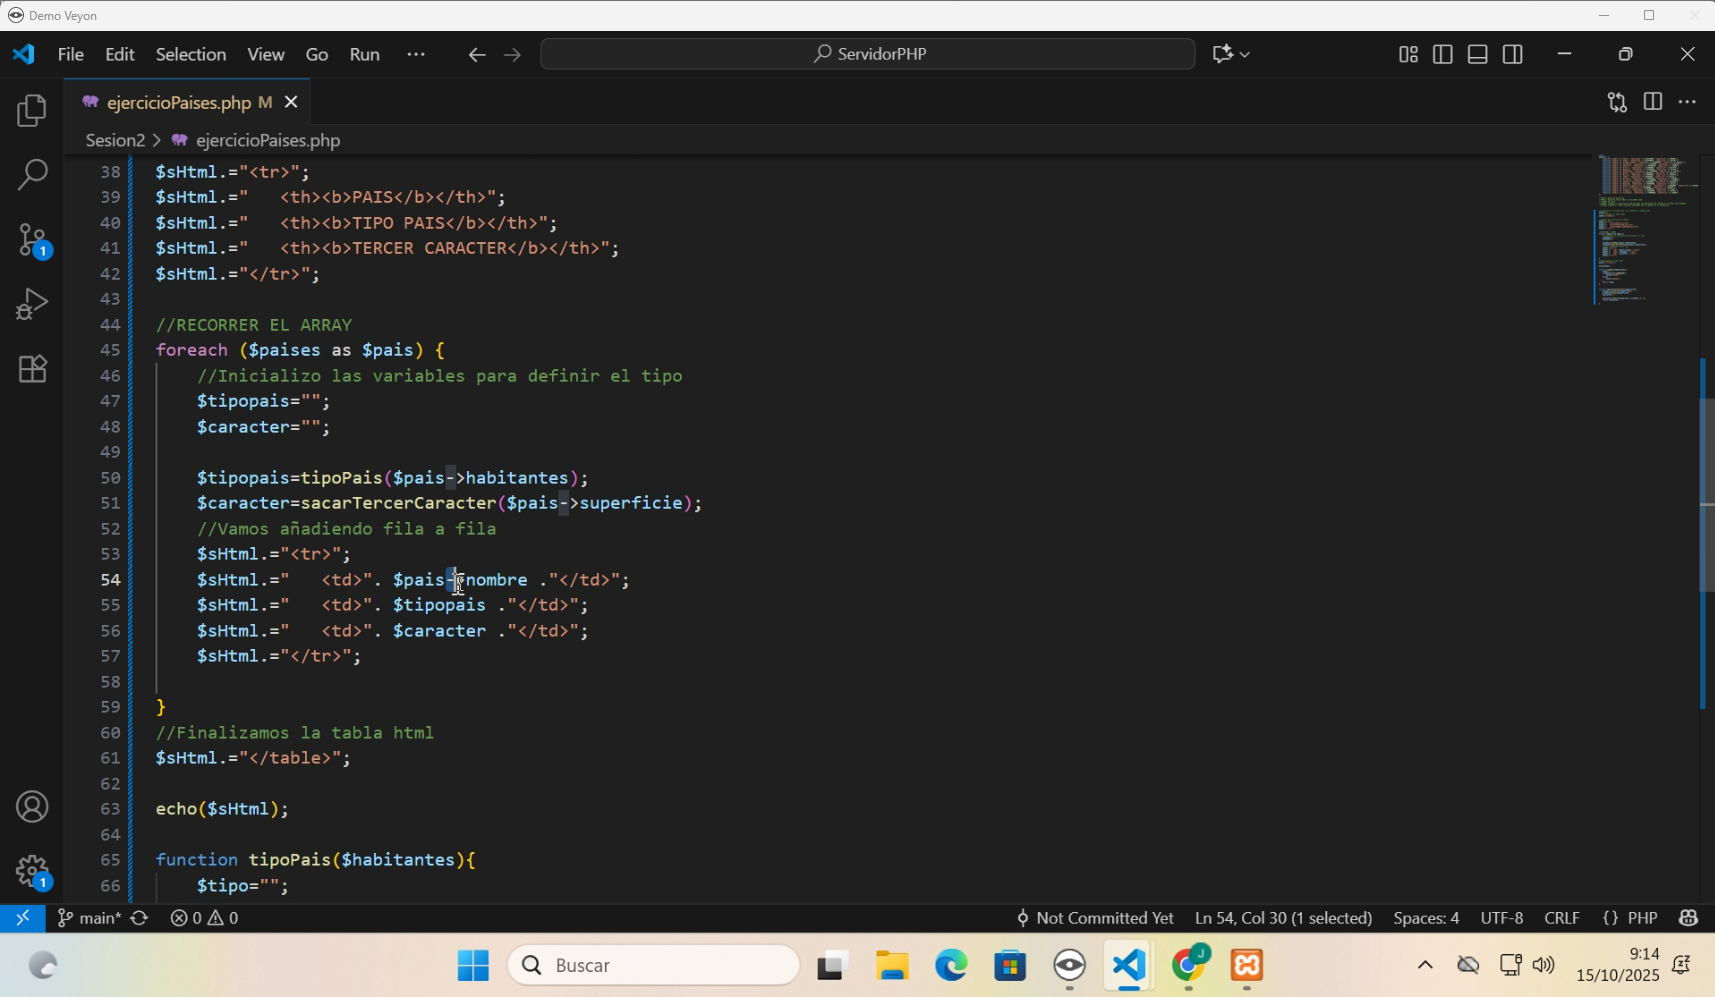 Demo Veyon
File Edit Selection View Go Run ···
ServidorPHP
ejercicioPaises.php M
Sesion2 > ejercicioPaises.php
38 $sHtml.="<tr>";
39 $sHtml.="   <th><b>PAIS</b></th>";
40 $sHtml.="   <th><b>TIPO PAIS</b></th>";
41 $sHtml.="   <th><b>TERCER CARACTER</b></th>";
42 $sHtml.="</tr>";
43
44 //RECORRER EL ARRAY
45 foreach ($paises as $pais) {
46     //Inicializo las variables para definir el tipo
47     $tipopais="";
48     $caracter="";
49
50     $tipopais=tipoPais($pais->habitantes);
51     $caracter=sacarTercerCaracter($pais->superficie);
52     //Vamos añadiendo fila a fila
53     $sHtml.="<tr>";
54     $sHtml.="   <td>". $pais->nombre ."</td>";
55     $sHtml.="   <td>". $tipopais ."</td>";
56     $sHtml.="   <td>". $caracter ."</td>";
57     $sHtml.="</tr>";
58
59 }
60 //Finalizamos la tabla html
61 $sHtml.="</table>";
62
63 echo($sHtml);
64
65 function tipoPais($habitantes){
66     $tipo="";
1
1
main* 0 0 Not Committed Yet Ln 54, Col 30 (1 selected) Spaces: 4 UTF-8 CRLF {} PHP
Buscar
J
9:14
15/10/2025